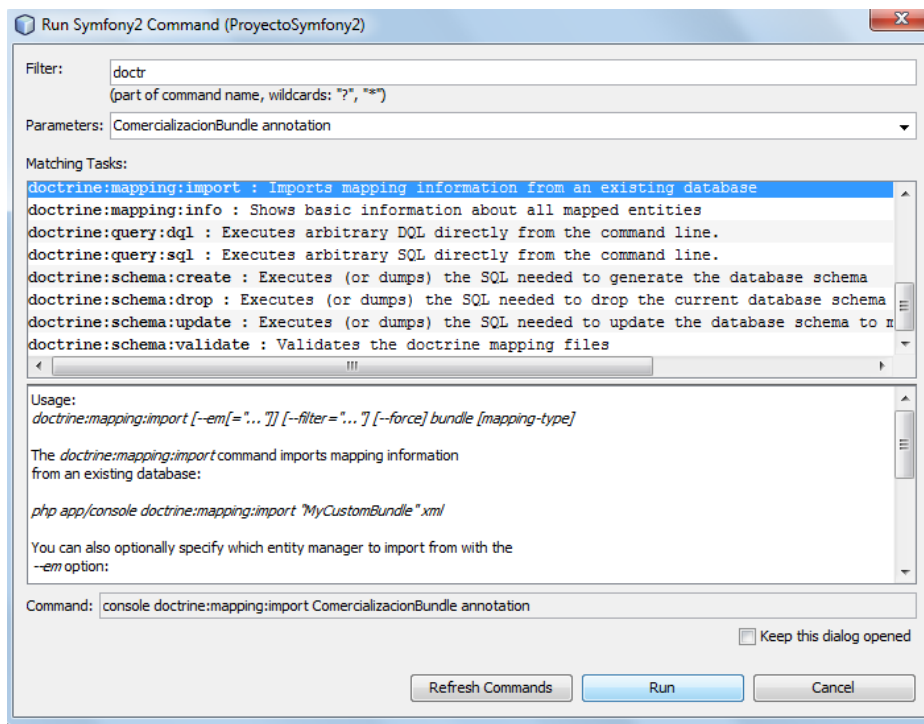 Run Symfony2 Command (ProyectoSymfony2)
Filter:
doctr
(part of command name, wildcards: "?", "*")
Parameters: ComercializacionBundle annotation
Matching Tasks:
doctrine:mapping:import : Imports mapping information from an existing database
doctrine:mapping:info : Shows basic information about all mapped entities
doctrine:query:dql : Executes arbitrary DQL directly from the command line.
doctrine:query:sql : Executes arbitrary SQL directly from the command line.
doctrine:schema:create : Executes (or dumps) the SQL needed to generate the database schema
doctrine:schema:drop : Executes (or dumps) the SQL needed to drop the current database schema
doctrine:schema:update : Executes (or dumps) the SQL needed to update the database schema to m
doctrine:schema:validate : Validates the doctrine mapping files
Usage:
doctrine:mapping:import [--em[="..."]] [--filter="..."] [--force] bundle [mapping-type]
The doctrine:mapping:import command imports mapping information
from an existing database:
php app/console doctrine:mapping:import "MyCustomBundle" xml
You can also optionally specify which entity manager to import from with the
--em option:
Command: console doctrine:mapping:import ComercializacionBundle annotation
Keep this dialog opened
Refresh Commands Run Cancel